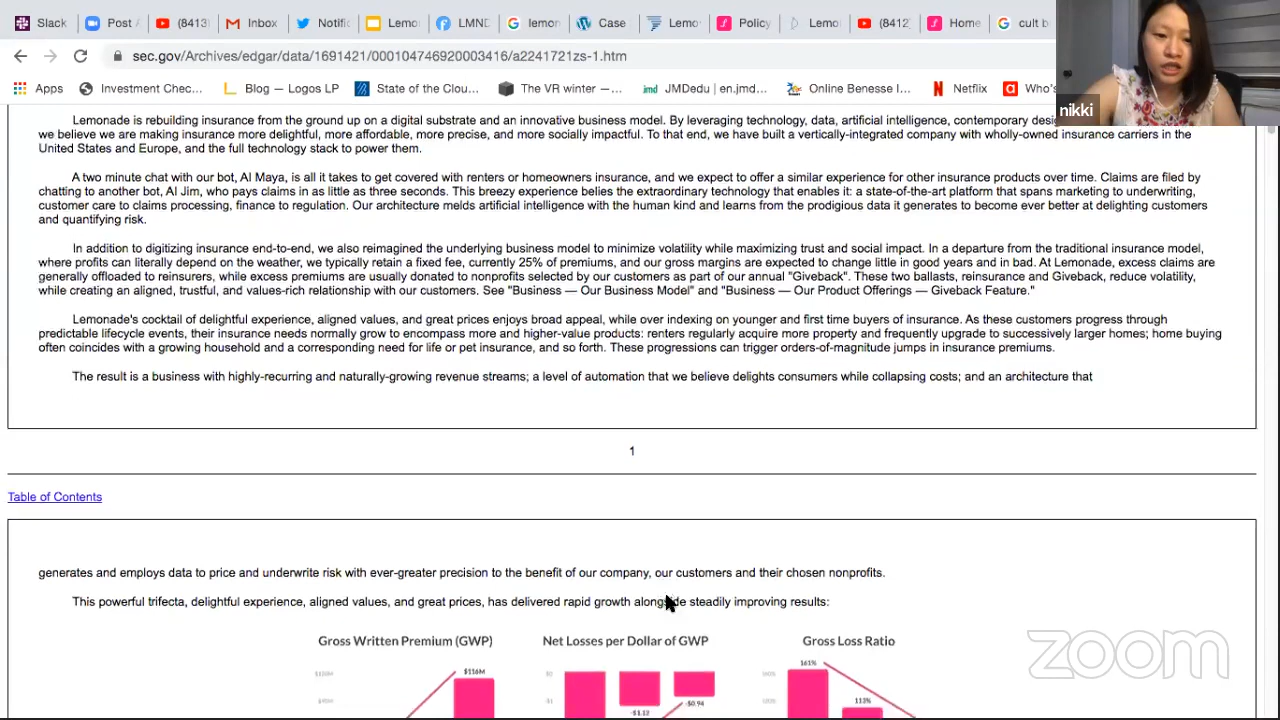 Slack Post (8413 Inbox Notific Lemo LMND lemon Case Lemo Policy Lemo (8412) Home cult b
sec.gov/Archives/edgar/data/1691421/000104746920003416/a2241721zs-1.htm
Apps Investment Chec... Blog — Logos LP State of the Clou... The VR winter —... jmd JMDedu | en.jmd... Online Benesse I... N Netflix a Who's
nikki
Lemonade is rebuilding insurance from the ground up on a digital substrate and an innovative business model. By leveraging technology, data, artificial intelligence, contemporary
we believe we are making insurance more delightful, more affordable, more precise, and more socially impactful. To that end, we have built a vertically-integrated company with wholly-owned insurance carriers in the
United States and Europe, and the full technology stack to power them.
A two minute chat with our bot, AI Maya, is all it takes to get covered with renters or homeowners insurance, and we expect to offer a similar experience for other insurance products over time. Claims are filed by
chatting to another bot, AI Jim, who pays claims in as little as three seconds. This breezy experience belies the extraordinary technology that enables it: a state-of-the-art platform that spans marketing to underwriting,
customer care to claims processing, finance to regulation. Our architecture melds artificial intelligence with the human kind and learns from the prodigious data it generates to become ever better at delighting customers
and quantifying risk.
In addition to digitizing insurance end-to-end, we also reimagined the underlying business model to minimize volatility while maximizing trust and social impact. In a departure from the traditional insurance model,
where profits can literally depend on the weather, we typically retain a fixed fee, currently 25% of premiums, and our gross margins are expected to change little in good years and in bad. At Lemonade, excess claims are
generally offloaded to reinsurers, while excess premiums are usually donated to nonprofits selected by our customers as part of our annual "Giveback". These two ballasts, reinsurance and Giveback, reduce volatility,
while creating an aligned, trustful, and values-rich relationship with our customers. See "Business — Our Business Model" and "Business — Our Product Offerings — Giveback Feature."
Lemonade's cocktail of delightful experience, aligned values, and great prices enjoys broad appeal, while over indexing on younger and first time buyers of insurance. As these customers progress through
predictable lifecycle events, their insurance needs normally grow to encompass more and higher-value products: renters regularly acquire more property and frequently upgrade to successively larger homes; home buying
often coincides with a growing household and a corresponding need for life or pet insurance, and so forth. These progressions can trigger orders-of-magnitude jumps in insurance premiums.
The result is a business with highly-recurring and naturally-growing revenue streams; a level of automation that we believe delights consumers while collapsing costs; and an architecture that
1
Table of Contents
generates and employs data to price and underwrite risk with ever-greater precision to the benefit of our company, our customers and their chosen nonprofits.
This powerful trifecta, delightful experience, aligned values, and great prices, has delivered rapid growth alongside steadily improving results:
Gross Written Premium (GWP) Net Losses per Dollar of GWP Gross Loss Ratio
$116M $0 161%
-$1 -$1.12 -$0.94 113%
zoom